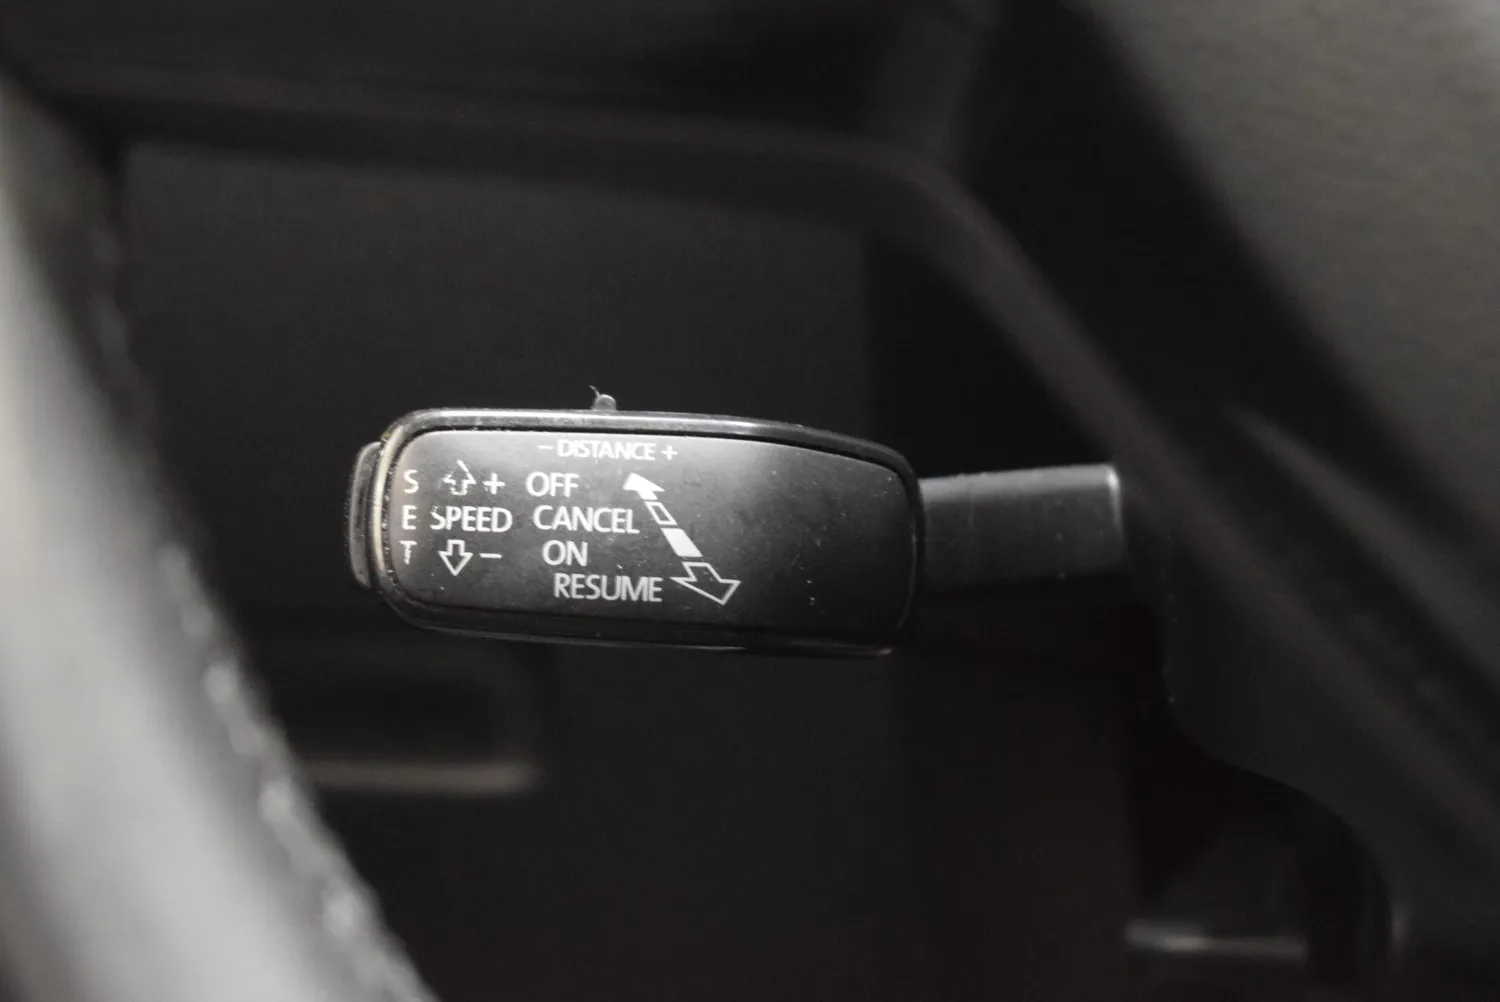 - DISTANCE +
S + OFF
E SPEED CANCEL
T - ON
RESUME